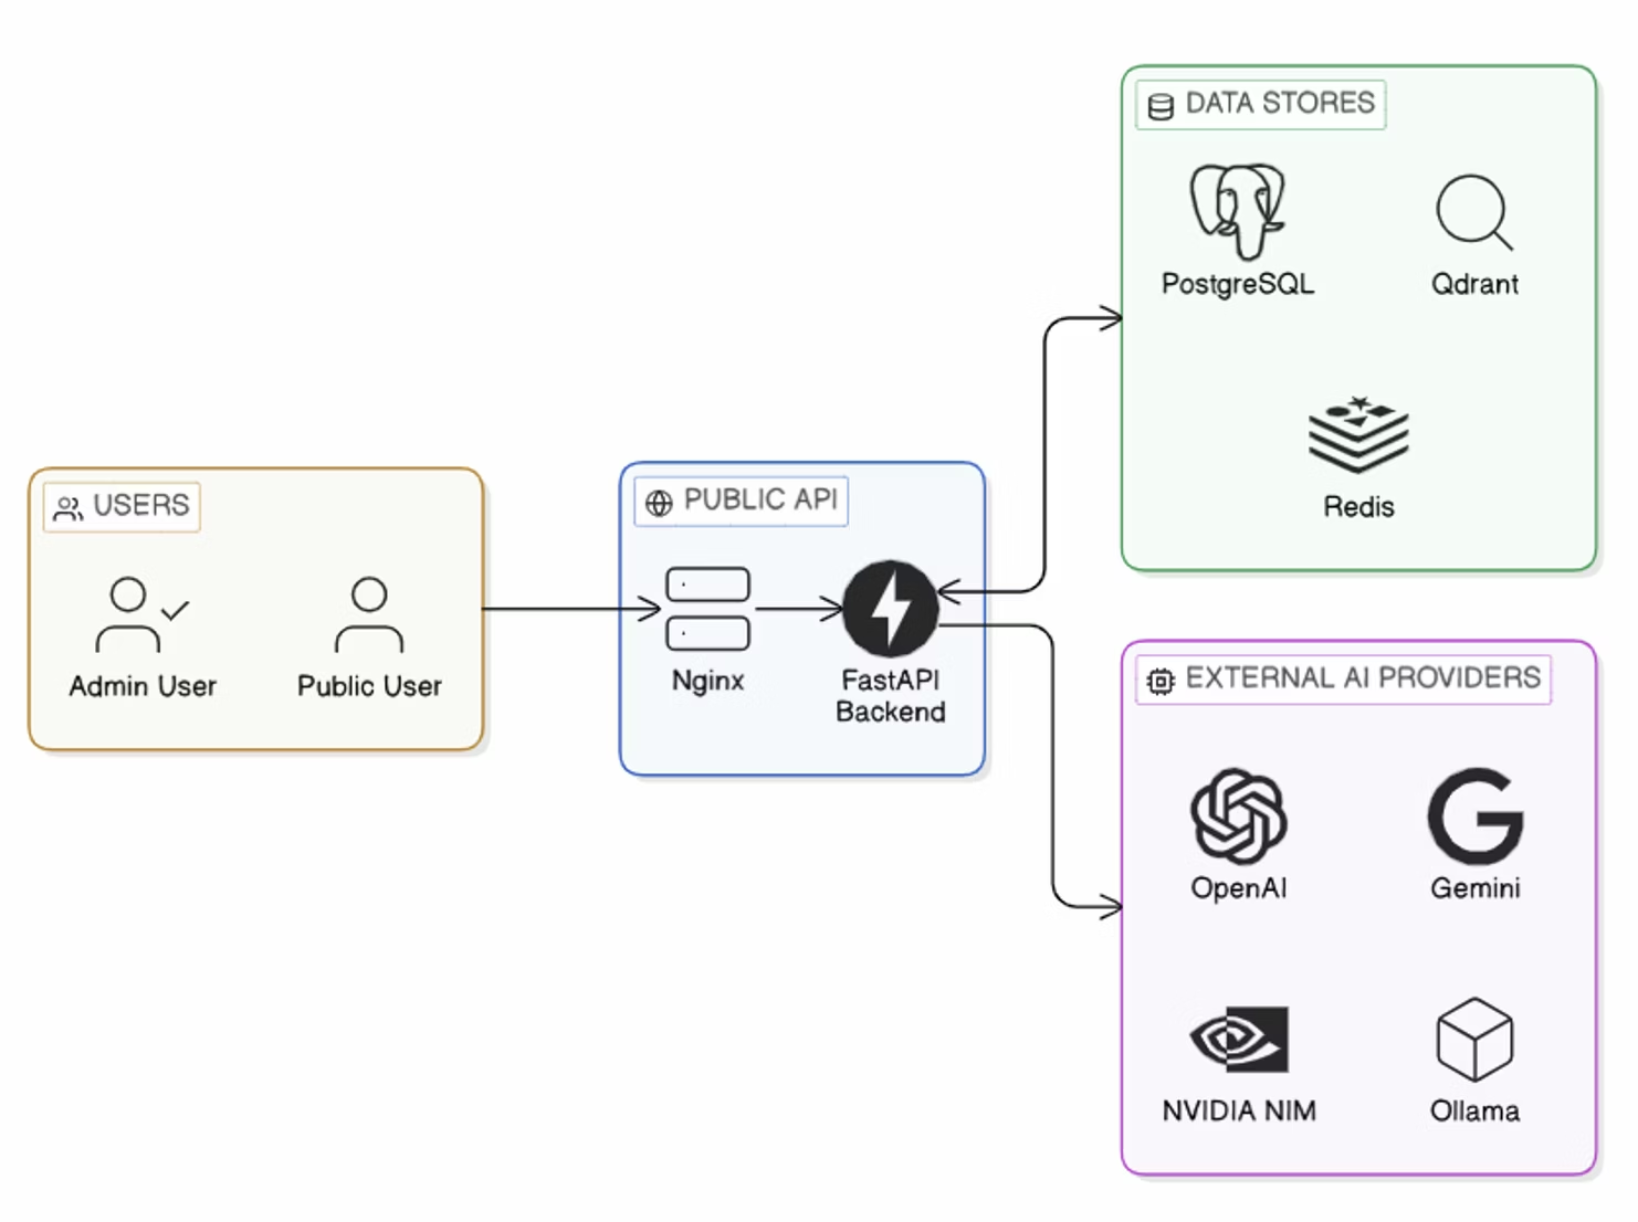 USERS
Admin User
Public User
PUBLIC API
Nginx
FastAPI
Backend
DATA STORES
PostgreSQL
Qdrant
Redis
EXTERNAL AI PROVIDERS
OpenAI
Gemini
NVIDIA NIM
Ollama